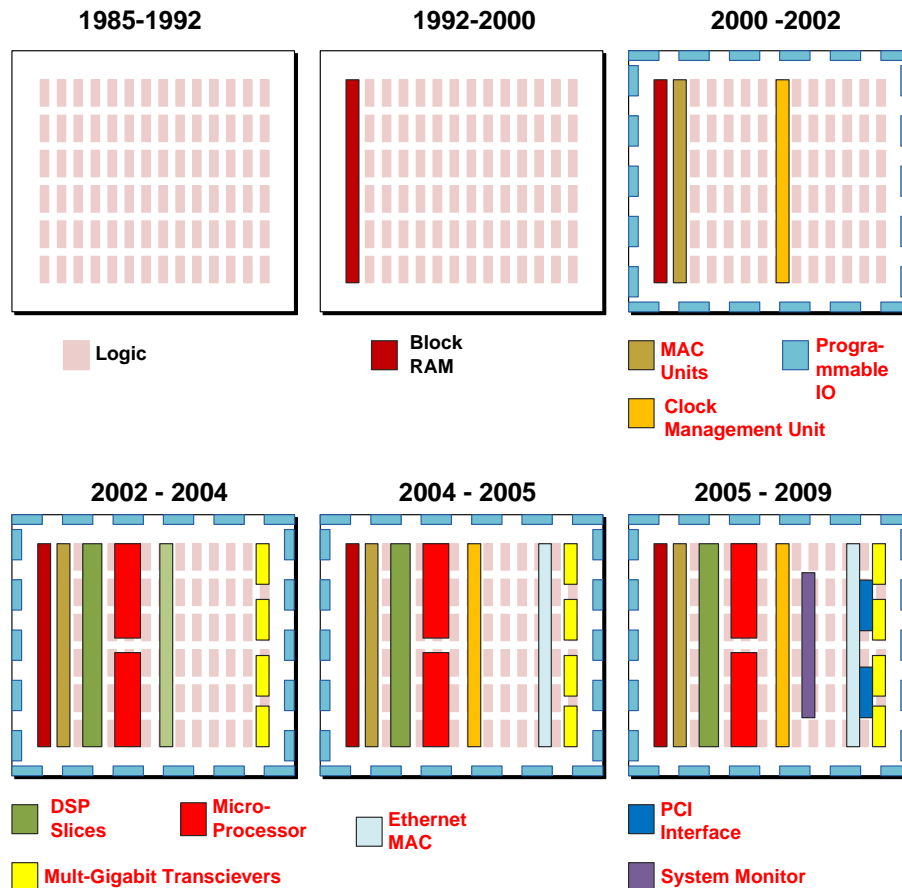 1985-1992
1992-2000
2000 -2002
Logic
Block
RAM
MAC
Units
Progra-
mmable
IO
Clock
Management Unit
2002 - 2004
2004 - 2005
2005 - 2009
DSP
Slices
Micro-
Processor
Ethernet
MAC
PCI
Interface
Mult-Gigabit Transcievers
System Monitor